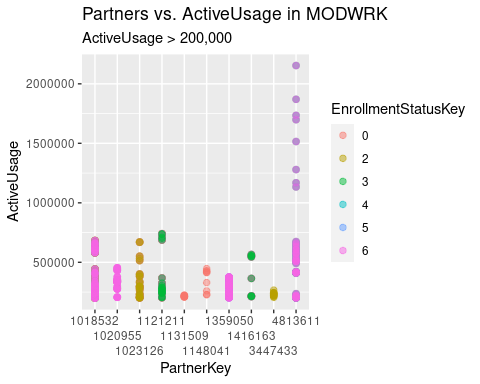 Partners vs. ActiveUsage in MODWRK
ActiveUsage > 200,000
ActiveUsage
2000000
1500000
1000000
500000
1018532 1121211 1359050 4813611
1020955 1131509 1416163
1023126 1148041 3447433
PartnerKey
EnrollmentStatusKey
0
2
3
4
5
6